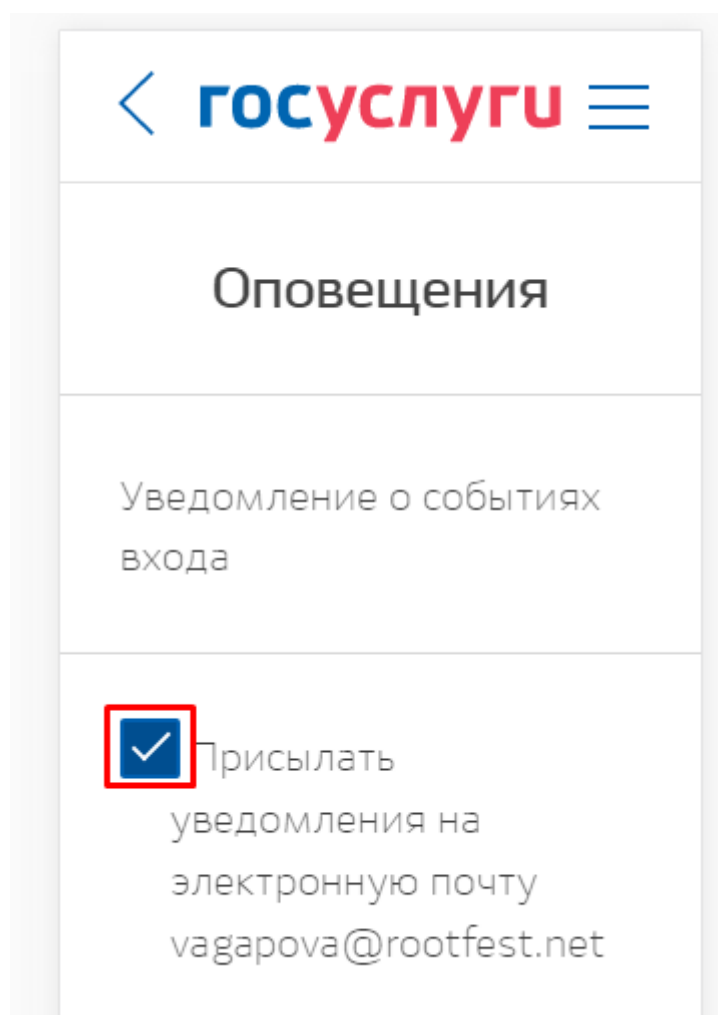 госуслуги
Оповещения
Уведомление о событиях
входа
Присылать
уведомления на
электронную почту
vagapova@rootfest.net